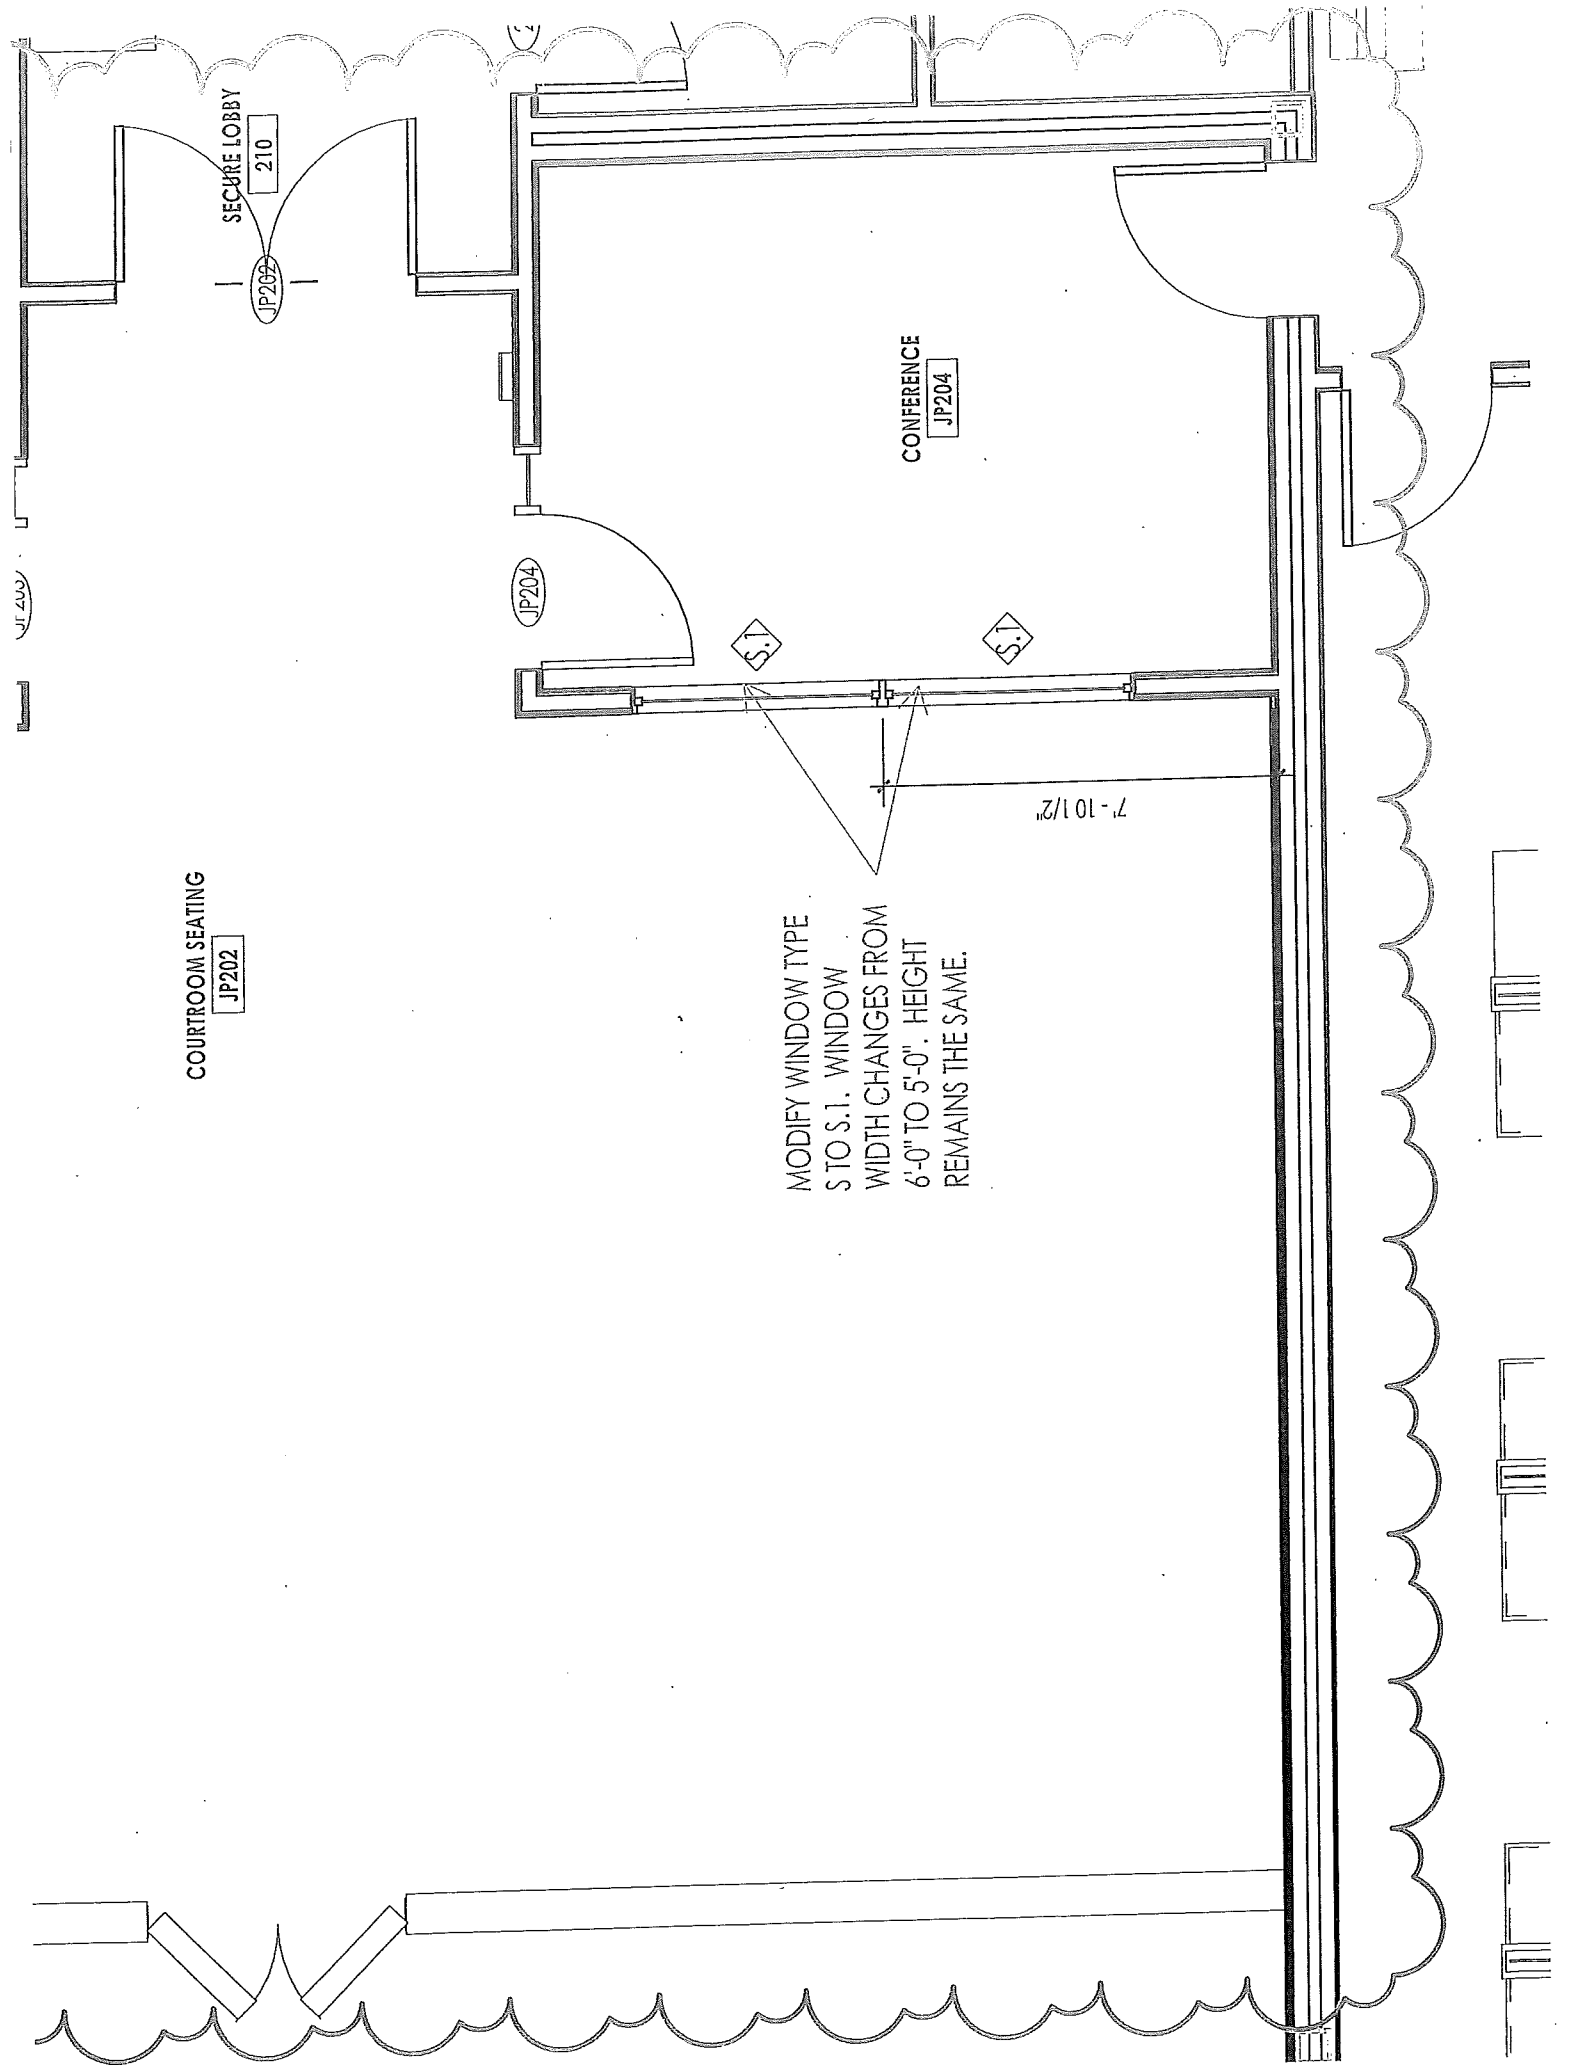 SECURE LOBBY
210
JP202
COURTROOM SEATING
JP202
JP204
CONFERENCE
JP204
S.1
S.1
MODIFY WINDOW TYPE
S TO S.1. WINDOW
WIDTH CHANGES FROM
6'-0" TO 5'-0". HEIGHT
REMAINS THE SAME.
7'-10 1/2"